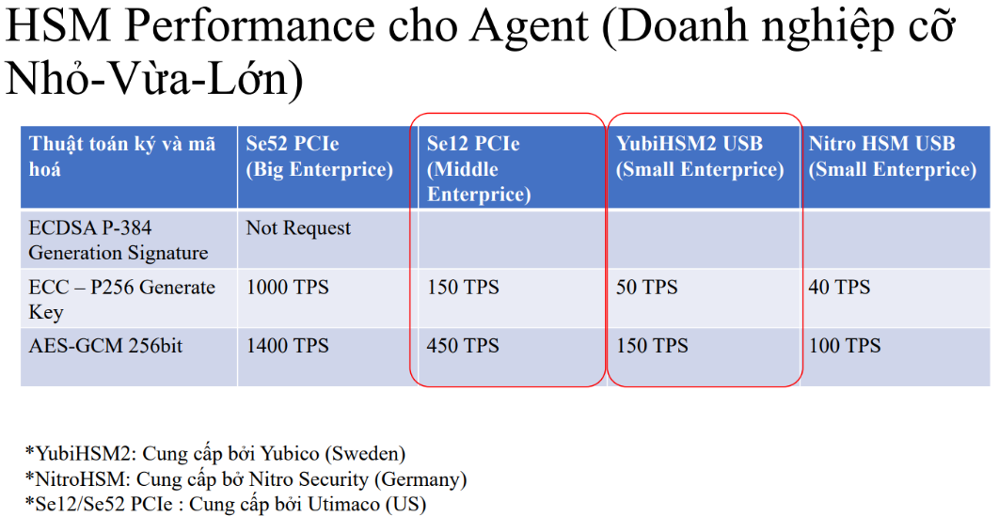 HSM Performance cho Agent (Doanh nghiệp cỡ
Nhỏ-Vừa-Lớn)
Thuật toán ký và mã
hoá
Se52 PCIe
(Big Enterprice)
Se12 PCIe
(Middle
Enterprice)
YubiHSM2 USB
(Small Enterprice)
Nitro HSM USB
(Small Enterprice)
ECDSA P-384
Generation Signature
Not Request
ECC – P256 Generate
Key
1000 TPS
150 TPS
50 TPS
40 TPS
AES-GCM 256bit
1400 TPS
450 TPS
150 TPS
100 TPS
*YubiHSM2: Cung cấp bởi Yubico (Sweden)
*NitroHSM: Cung cấp bở Nitro Security (Germany)
*Se12/Se52 PCIe : Cung cấp bởi Utimaco (US)